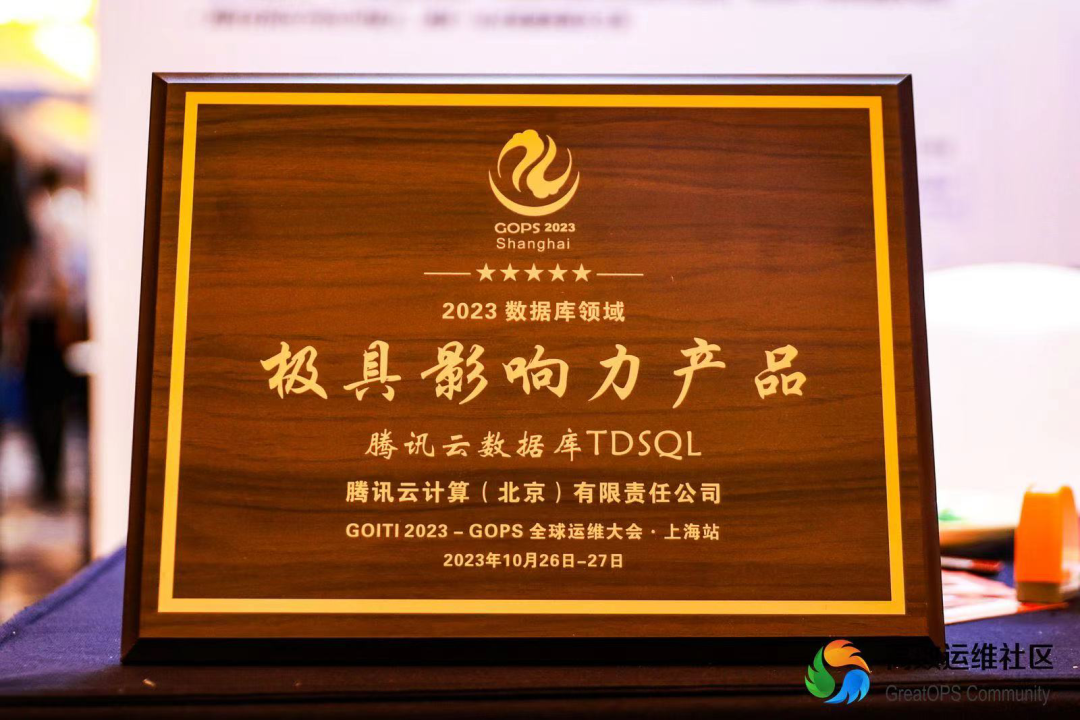 GOPS 2023
Shanghai
2023 数据库领域
极具影响力产品
腾讯云数据库TDSQL
腾讯云计算（北京）有限责任公司
GOITI 2023 – GOPS 全球运维大会·上海站
2023年10月26日-27日
运维社区
GreatOPS Community